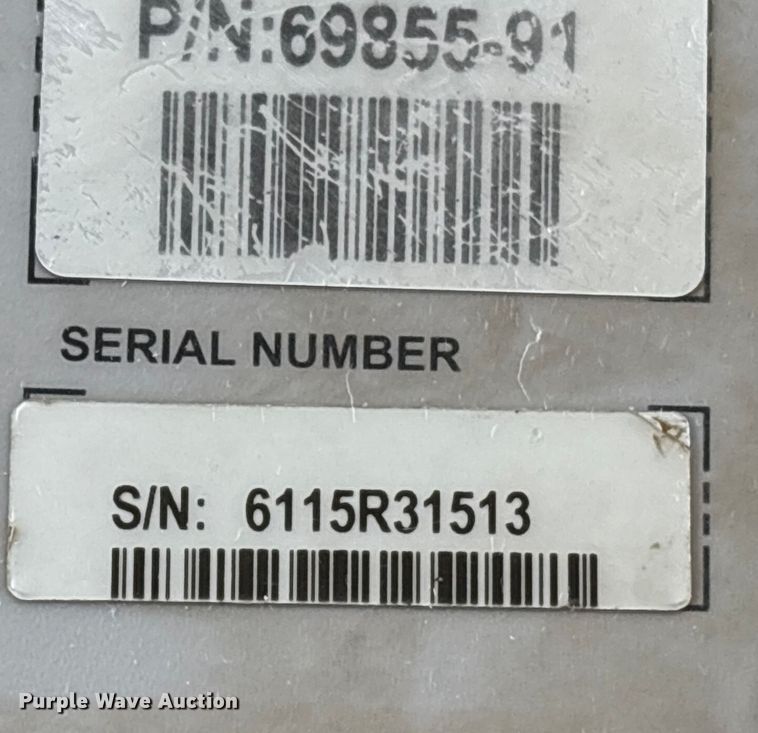 P/N:69855-91
SERIAL NUMBER
S/N: 6115R31513
Purple Wave Auction